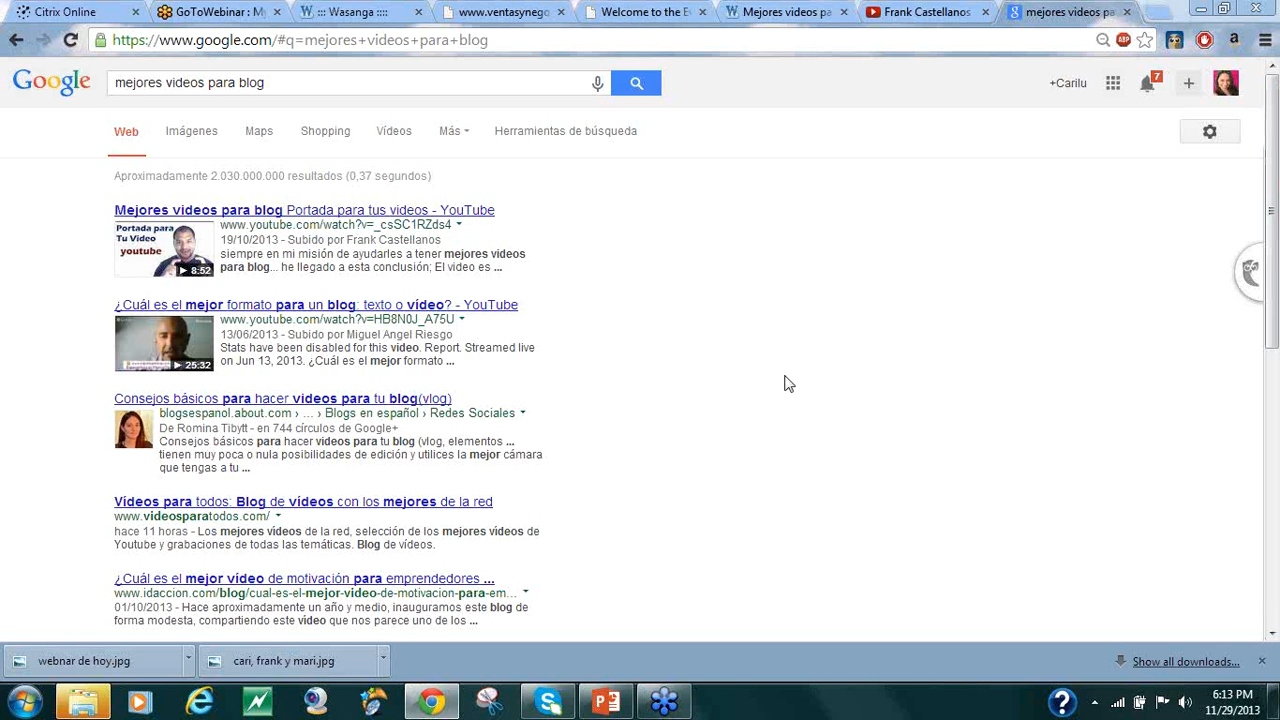 Citrix Online
GoToWebinar : My
::: Wasanga ::::
www.ventasynego
Welcome to the Ev
Mejores videos pa
Frank Castellanos
mejores videos pa
https://www.google.com/#q=mejores+videos+para+blog
Google
mejores videos para blog
+Carilu
7
Web
Imágenes
Maps
Shopping
Vídeos
Más
Herramientas de búsqueda
Aproximadamente 2.030.000.000 resultados (0,37 segundos)
Mejores videos para blog Portada para tus videos - YouTube
Portada para
Tu Video
youtube
8:52
www.youtube.com/watch?v=_csSC1RZds4
19/10/2013 - Subido por Frank Castellanos
siempre en mi misión de ayudarles a tener mejores videos
para blog... he llegado a esta conclusión; El video es ...
¿Cuál es el mejor formato para un blog: texto o vídeo? - YouTube
25:32
www.youtube.com/watch?v=HB8N0J_A75U
13/06/2013 - Subido por Miguel Angel Riesgo
Stats have been disabled for this video. Report. Streamed live
on Jun 13, 2013. ¿Cuál es el mejor formato ...
Consejos básicos para hacer videos para tu blog(vlog)
blogsespanol.about.com › ... › Blogs en español › Redes Sociales
De Romina Tibytt - en 744 círculos de Google+
Consejos básicos para hacer videos para tu blog (vlog, elementos ...
tienen muy poca o nula posibilidades de edición y utilices la mejor cámara
que tengas a tu ...
Vídeos para todos: Blog de vídeos con los mejores de la red
www.videosparatodos.com/
hace 11 horas - Los mejores videos de la red, selección de los mejores videos de
Youtube y grabaciones de todas las temáticas. Blog de vídeos.
¿Cuál es el mejor vídeo de motivación para emprendedores ...
www.idaccion.com/blog/cual-es-el-mejor-video-de-motivacion-para-em...
01/10/2013 - Hace aproximadamente un año y medio, inauguramos este blog de
forma modesta, compartiendo este video que nos parece uno de los ...
webnar de hoy.jpg
cari, frank y mari.jpg
Show all downloads...
6:13 PM
11/29/2013